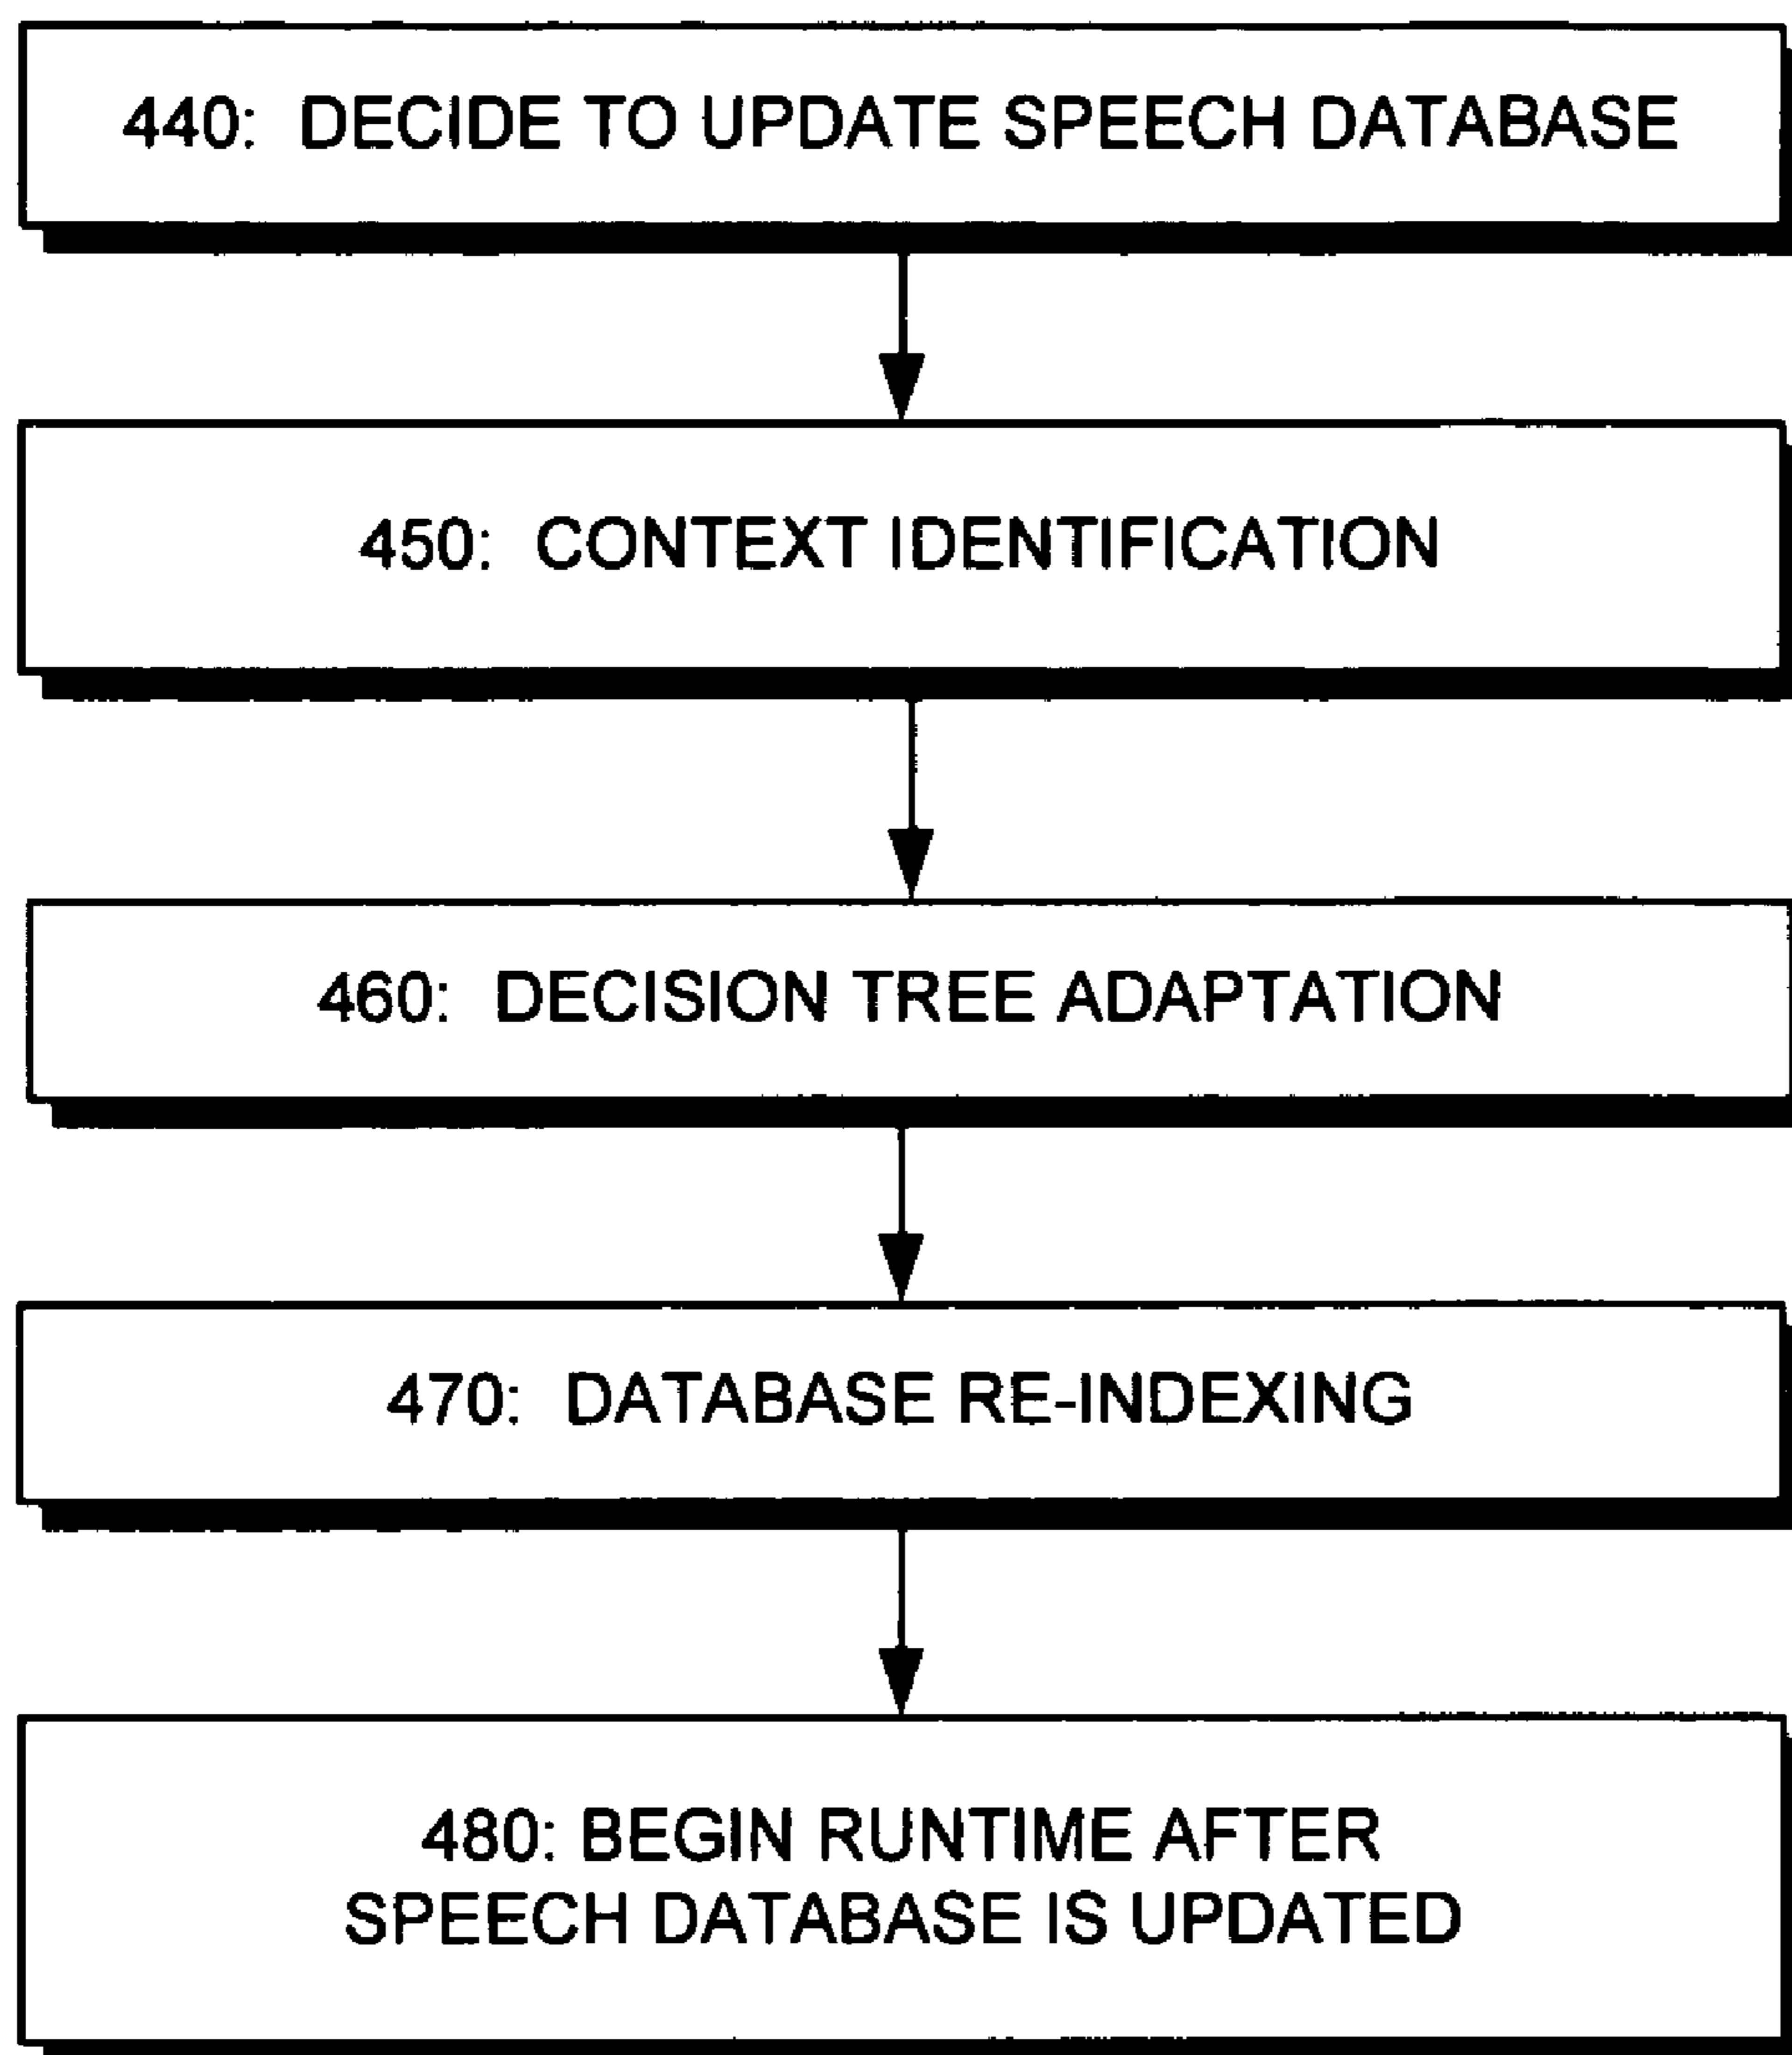 440: DECIDE TO UPDATE SPEECH DATABASE
450: CONTEXT IDENTIFICATION
460: DECISION TREE ADAPTATION
470: DATABASE RE-INDEXING
480: BEGIN RUNTIME AFTER
SPEECH DATABASE IS UPDATED